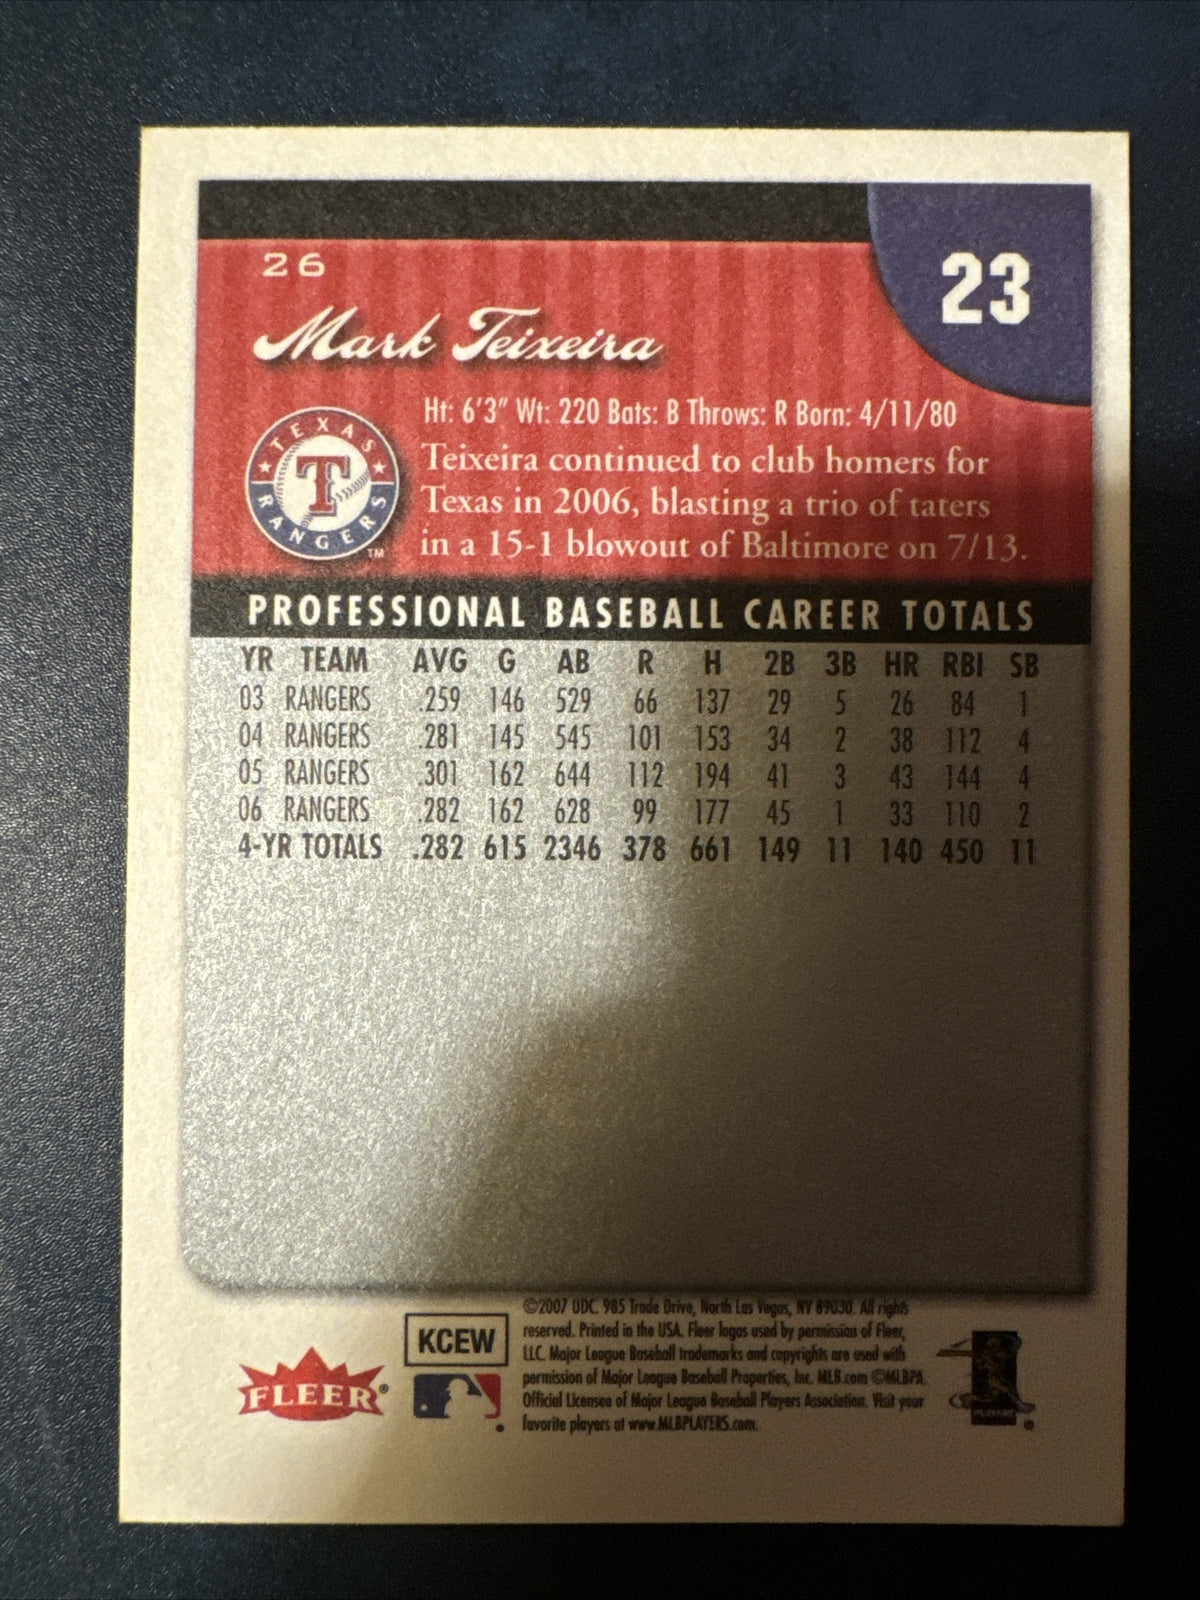 26
23
Mark Teixeira
Ht: 6'3" Wt: 220 Bats: B Throws: R Born: 4/11/80
TEXAS
RANGERS
T
TM
Teixeira continued to club homers for
Texas in 2006, blasting a trio of taters
in a 15-1 blowout of Baltimore on 7/13.
PROFESSIONAL BASEBALL CAREER TOTALS
YR TEAM AVG G AB R H 2B 3B HR RBI SB
03 RANGERS .259 146 529 66 137 29 5 26 84 1
04 RANGERS .281 145 545 101 153 34 2 38 112 4
05 RANGERS .301 162 644 112 194 41 3 43 144 4
06 RANGERS .282 162 628 99 177 45 1 33 110 2
4-YR TOTALS .282 615 2346 378 661 149 11 140 450 11
FLEER®
KCEW
©2007 UDC. 985 Trade Drive, North Las Vegas, NV 89030. All rights
reserved. Printed in the USA. Fleer logos used by permission of Fleer,
LLC. Major League Baseball trademarks and copyrights are used with
permission of Major League Baseball Properties, Inc. MLB.com ©MLBPA
Official Licensee of Major League Baseball Players Association. Visit your
favorite players at www.MLBPLAYERS.com.